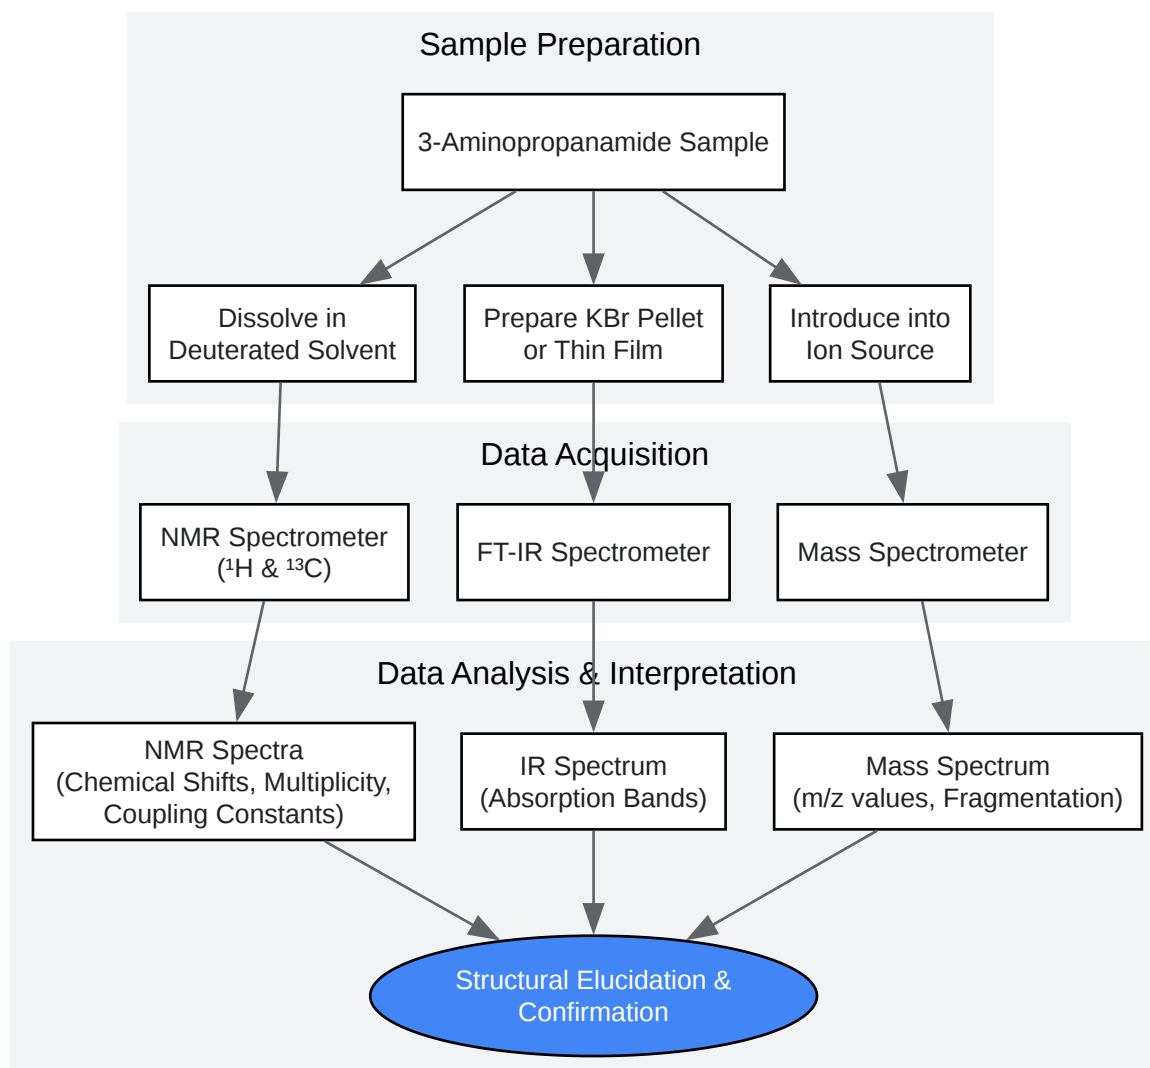 Sample Preparation
3-Aminopropanamide Sample
Dissolve in
Deuterated Solvent
Prepare KBr Pellet
or Thin Film
Introduce into
Ion Source
Data Acquisition
NMR Spectrometer
(¹H & ¹³C)
FT-IR Spectrometer
Mass Spectrometer
Data Analysis & Interpretation
NMR Spectra
(Chemical Shifts, Multiplicity,
Coupling Constants)
IR Spectrum
(Absorption Bands)
Mass Spectrum
(m/z values, Fragmentation)
Structural Elucidation &
Confirmation